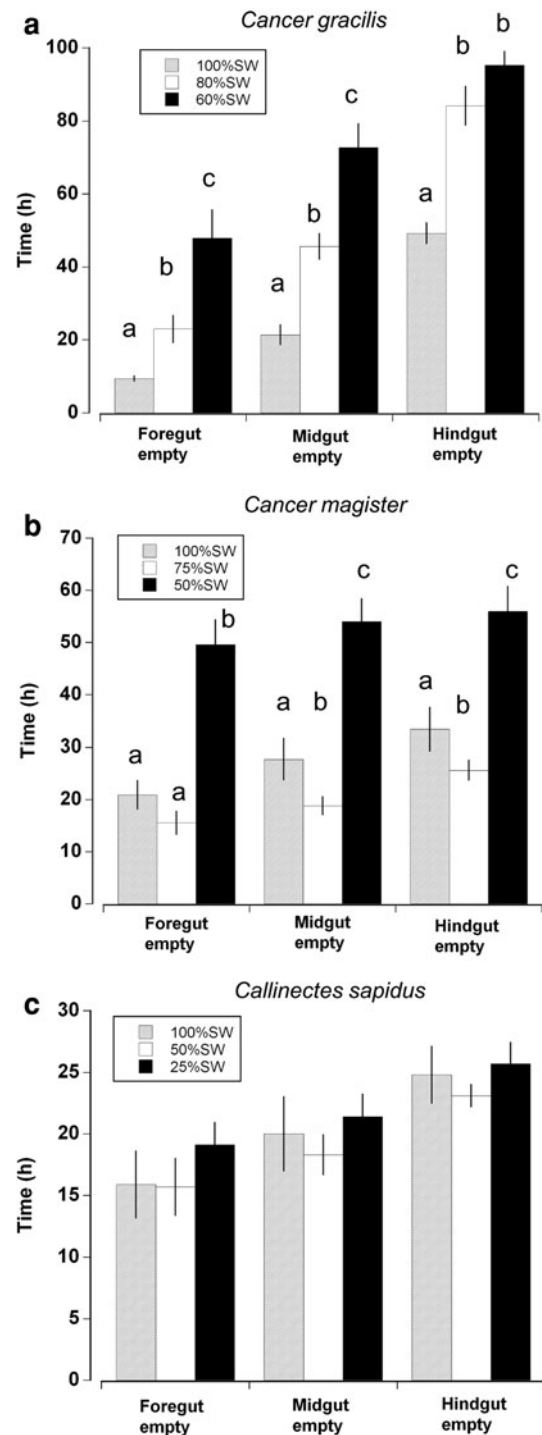 a
Cancer gracilis
100%SW
80%SW
60%SW
Time (h)
100
80
60
40
20
0
a
b
c
a
b
c
a
b
b
Foregut empty
Midgut empty
Hindgut empty
b
Cancer magister
100%SW
75%SW
50%SW
Time (h)
70
60
50
40
30
20
10
0
a
a
b
a
b
c
a
b
c
Foregut empty
Midgut empty
Hindgut empty
c
Callinectes sapidus
100%SW
50%SW
25%SW
Time (h)
30
25
20
15
10
5
0
Foregut empty
Midgut empty
Hindgut empty